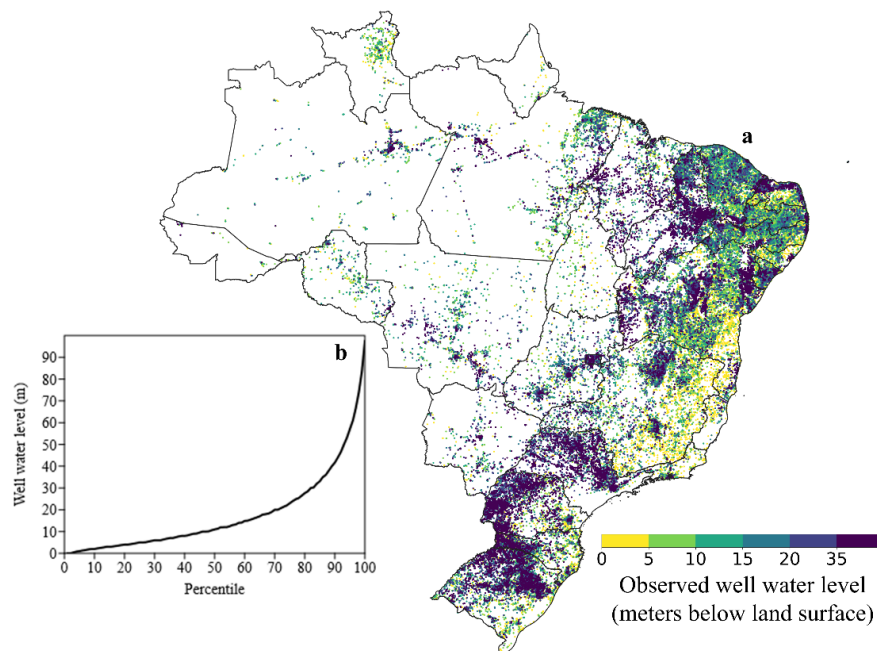 a
b
90
80
70
60
50
40
30
20
10
0
Well water level (m)
0 10 20 30 40 50 60 70 80 90 100
Percentile
0 5 10 15 20 35
Observed well water level
(meters below land surface)